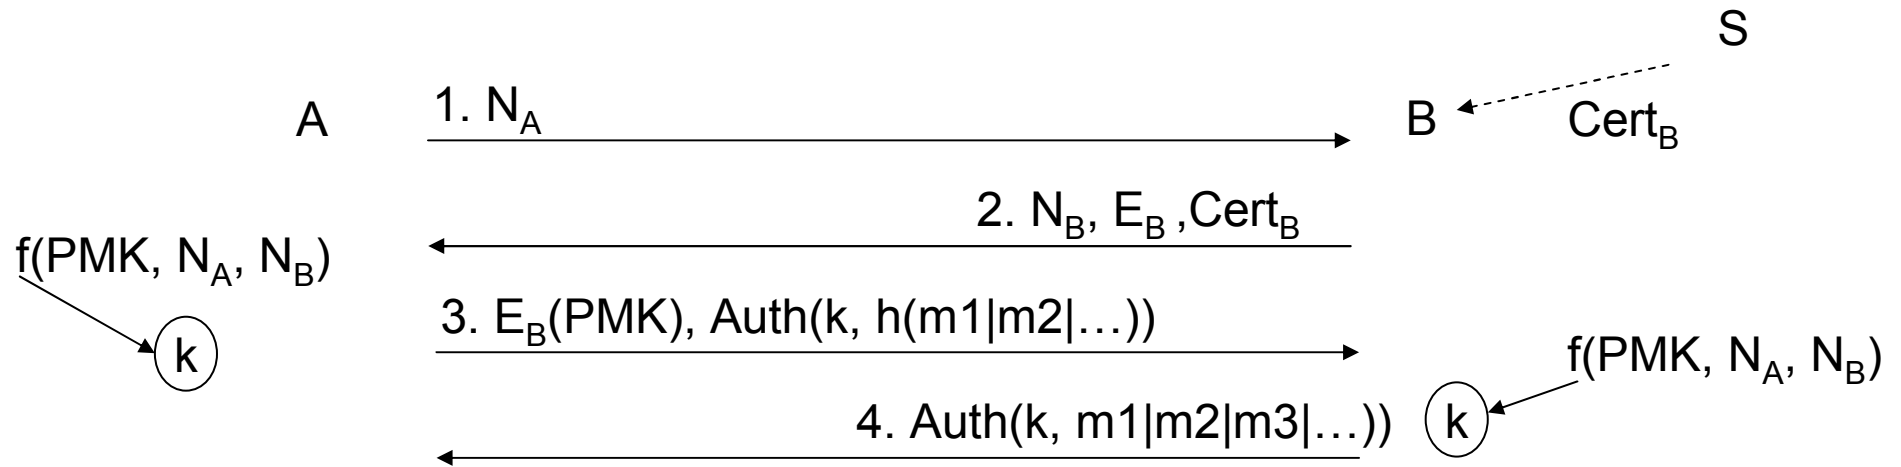 S
A
1. N_A
B
Cert_B
2. N_B, E_B ,Cert_B
f(PMK, N_A, N_B)
3. E_B(PMK), Auth(k, h(m1|m2|…))
k
f(PMK, N_A, N_B)
4. Auth(k, m1|m2|m3|…))
k